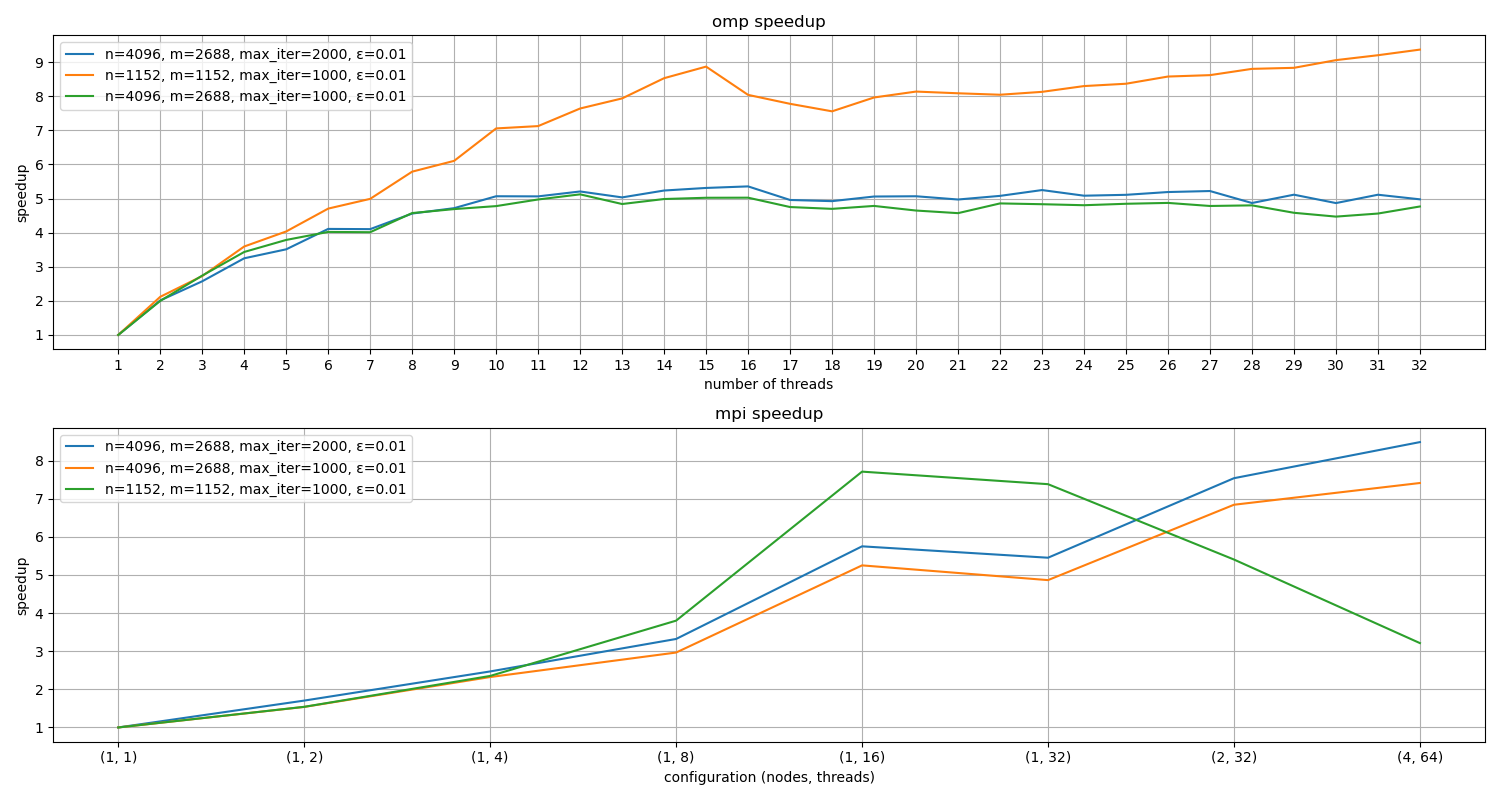 omp speedup
n=4096, m=2688, max_iter=2000, ε=0.01
n=1152, m=1152, max_iter=1000, ε=0.01
n=4096, m=2688, max_iter=1000, ε=0.01
speedup
9
8
7
6
5
4
3
2
1
1 2 3 4 5 6 7 8 9 10 11 12 13 14 15 16 17 18 19 20 21 22 23 24 25 26 27 28 29 30 31 32
number of threads
mpi speedup
n=4096, m=2688, max_iter=2000, ε=0.01
n=4096, m=2688, max_iter=1000, ε=0.01
n=1152, m=1152, max_iter=1000, ε=0.01
speedup
8
7
6
5
4
3
2
1
(1, 1) (1, 2) (1, 4) (1, 8) (1, 16) (1, 32) (2, 32) (4, 64)
configuration (nodes, threads)